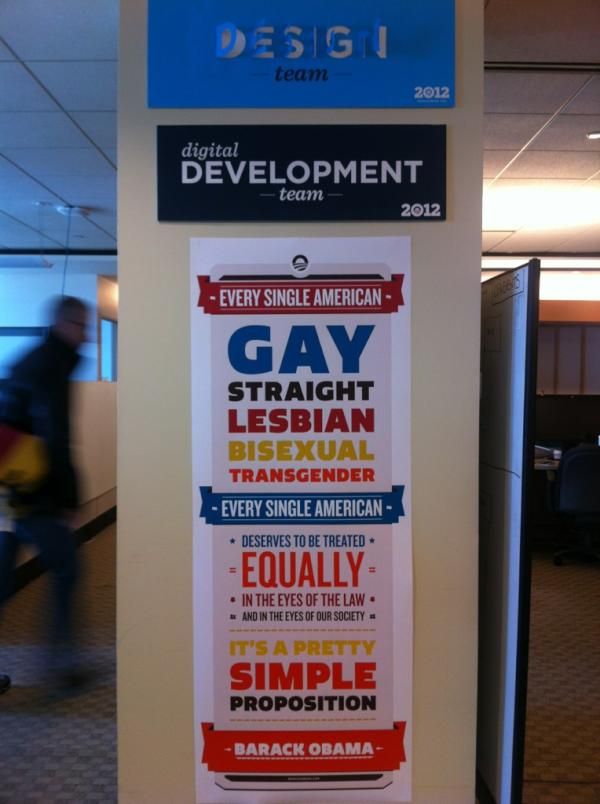 DESIGN
team
2012
digital
DEVELOPMENT
team
2012
- EVERY SINGLE AMERICAN -
GAY
STRAIGHT
LESBIAN
BISEXUAL
TRANSGENDER
- EVERY SINGLE AMERICAN -
★ DESERVES TO BE TREATED ★
= EQUALLY =
• IN THE EYES OF THE LAW •
AND IN THE EYES OF OUR SOCIETY
IT'S A PRETTY
SIMPLE
PROPOSITION
- BARACK OBAMA -